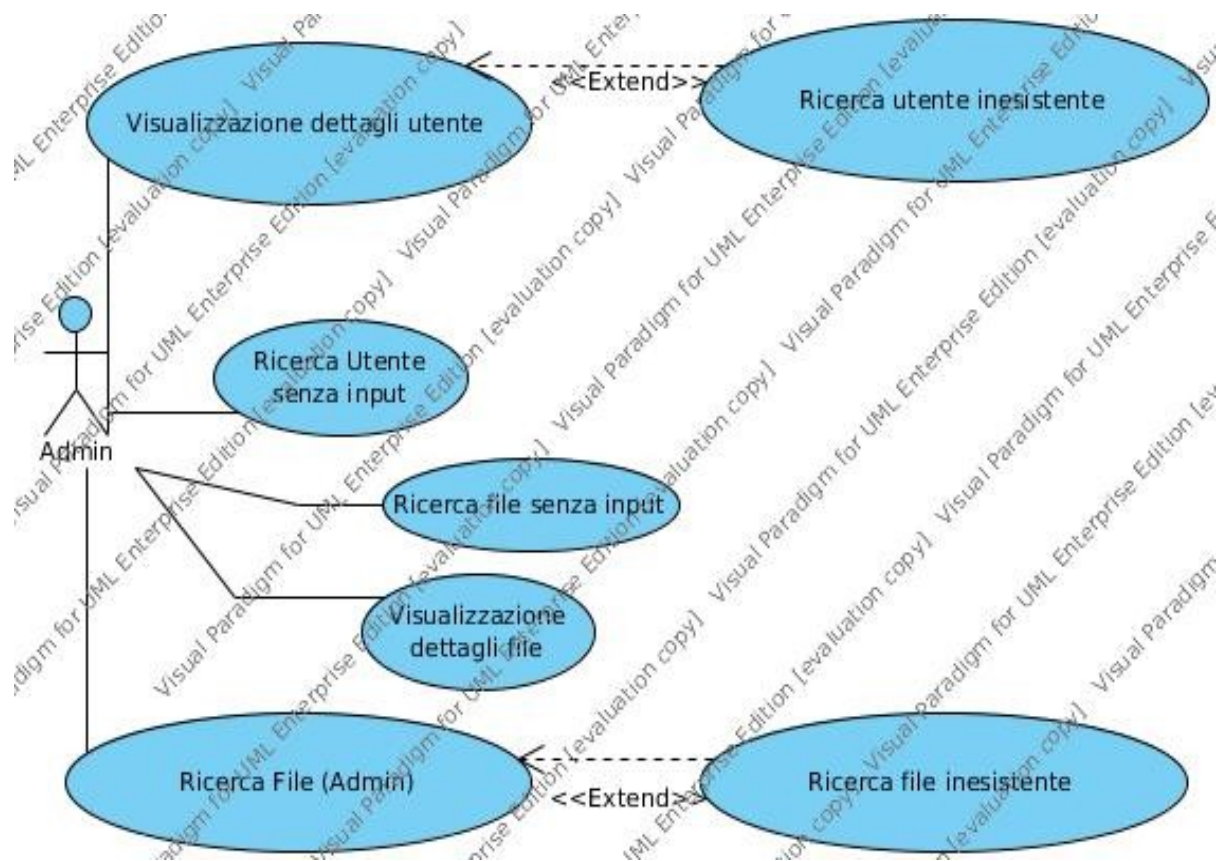 Visualizzazione dettagli utente
<<Extend>>
Ricerca utente inesistente
Ricerca Utente
senza input
Admin
Ricerca file senza input
Visualizzazione
dettagli file
Ricerca File (Admin)
<<Extend>>
Ricerca file inesistente
Visual Paradigm for UML Enterprise Edition [evaluation copy]